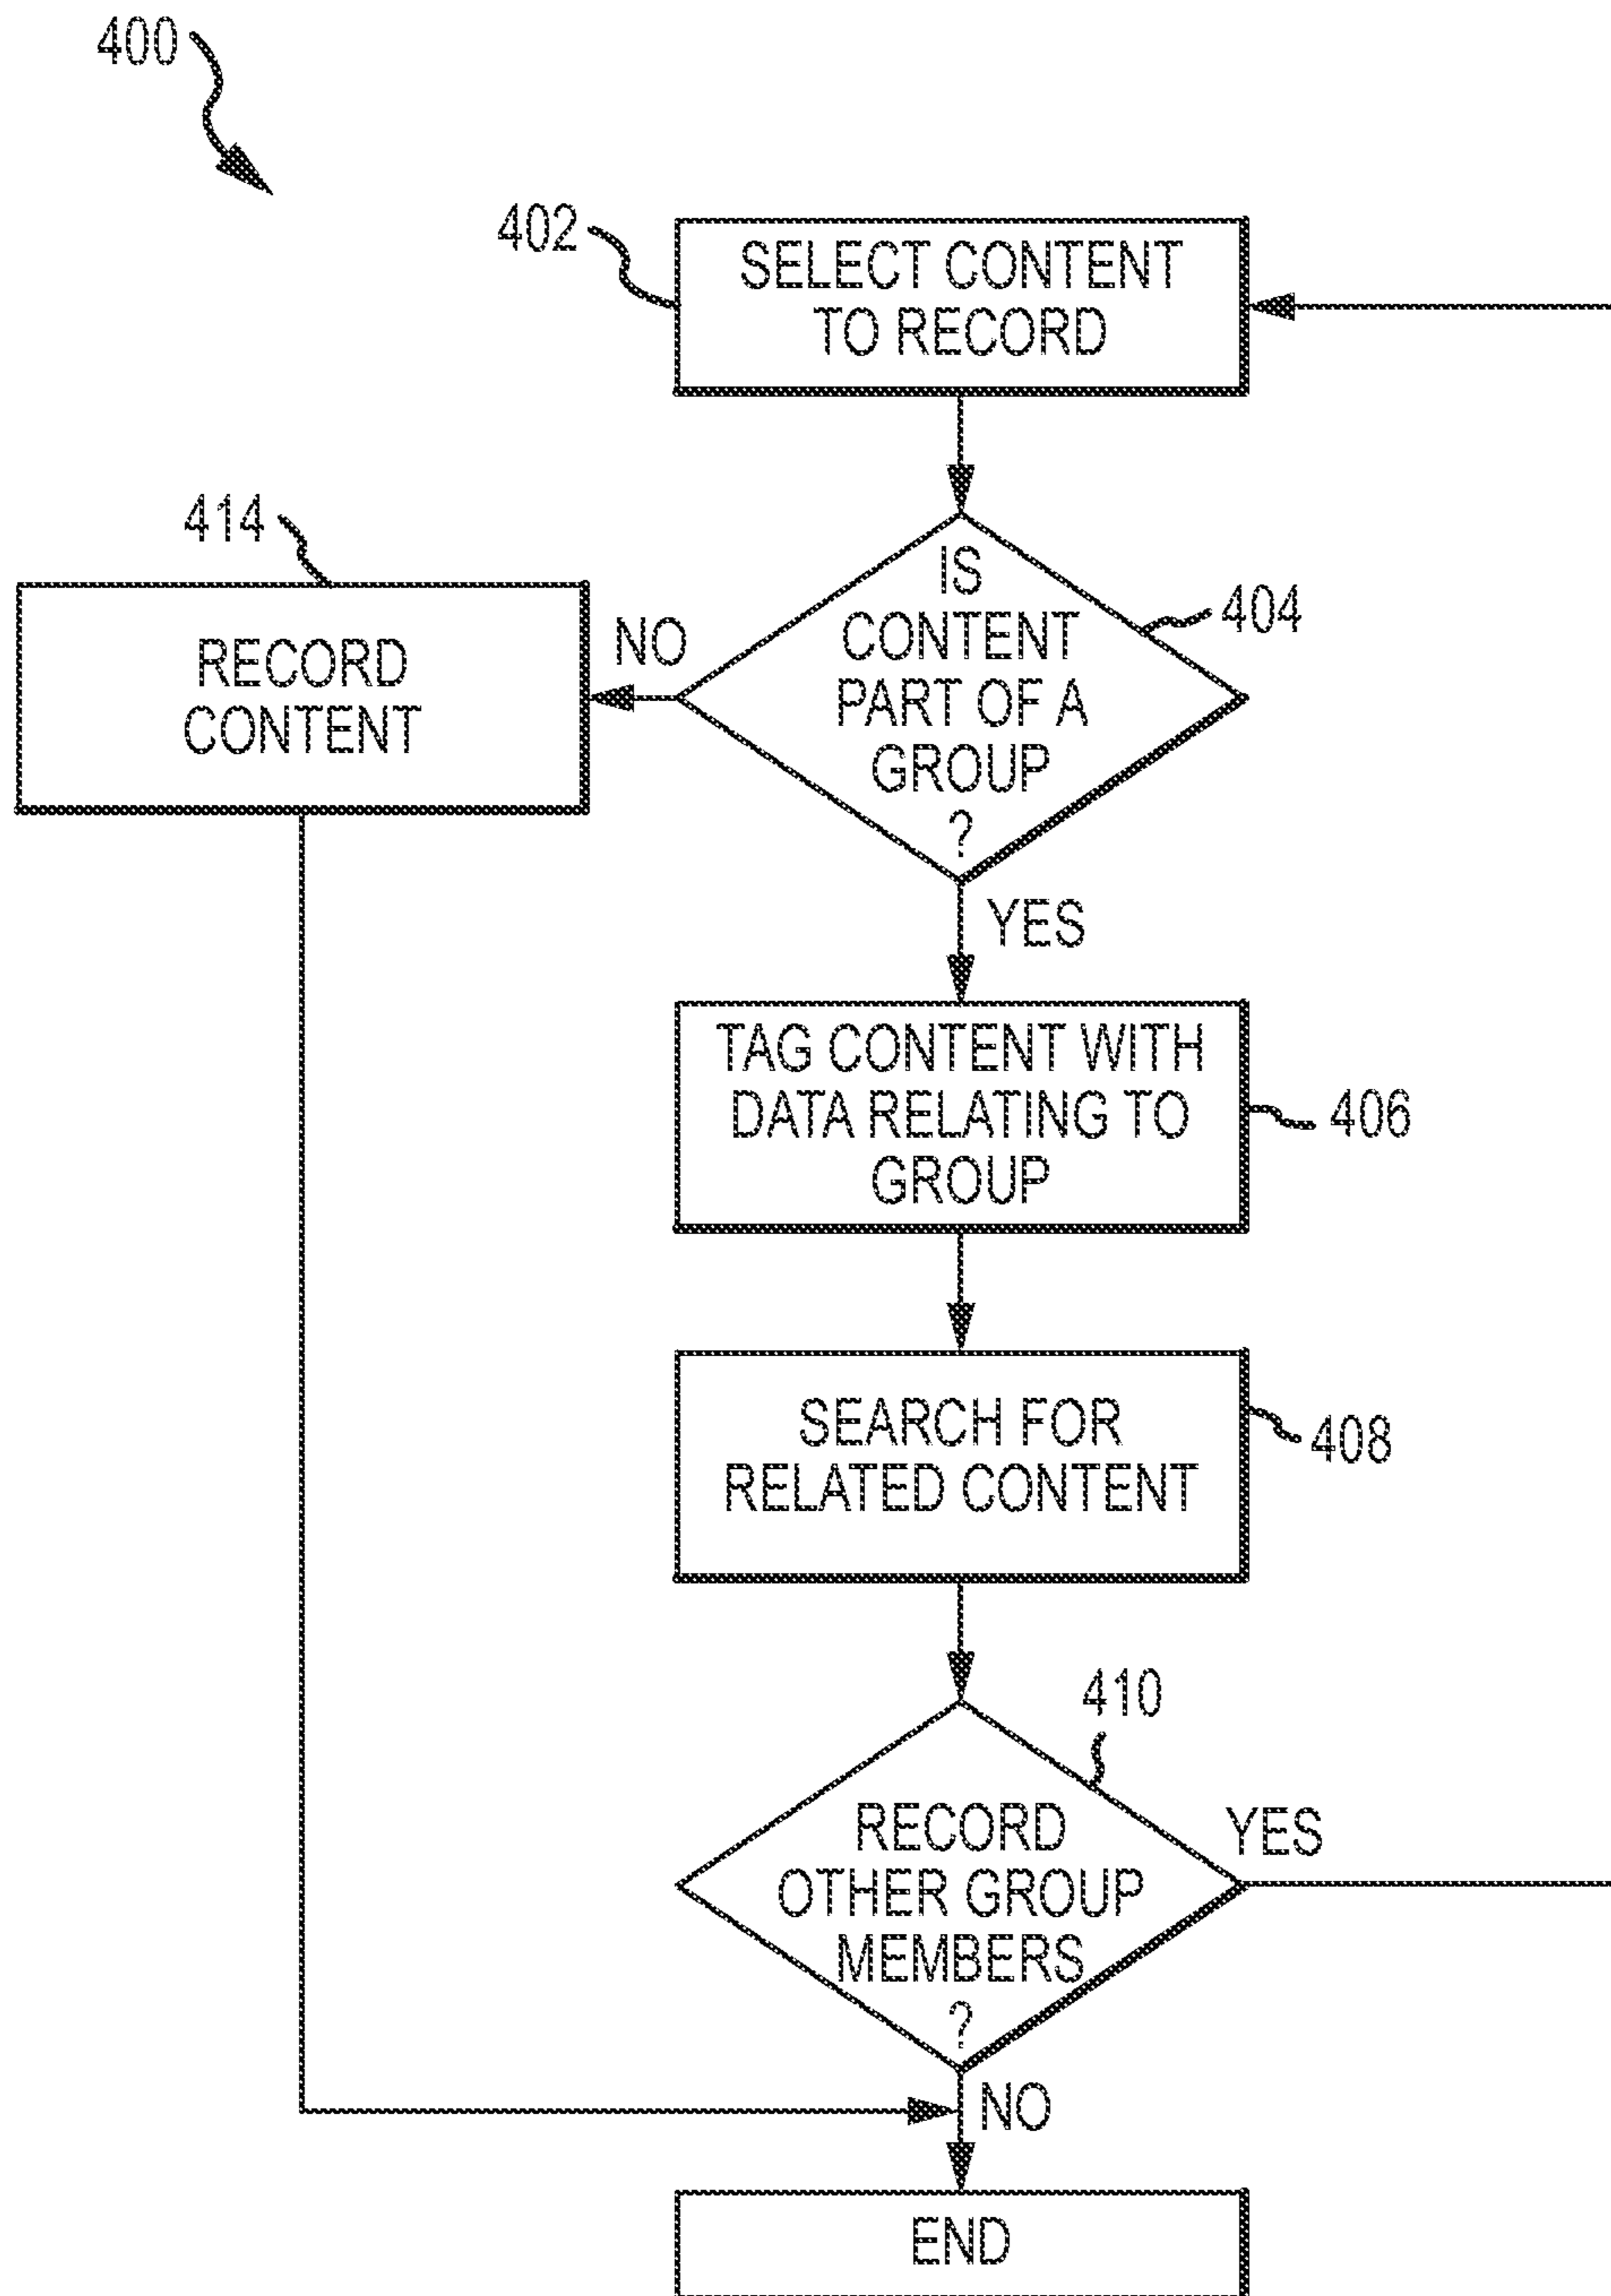 400
402
SELECT CONTENT
TO RECORD
414
RECORD
CONTENT
NO
IS
CONTENT
PART OF A
GROUP
?
404
YES
TAG CONTENT WITH
DATA RELATING TO
GROUP
406
SEARCH FOR
RELATED CONTENT
408
410
RECORD
OTHER GROUP
MEMBERS
?
YES
NO
END